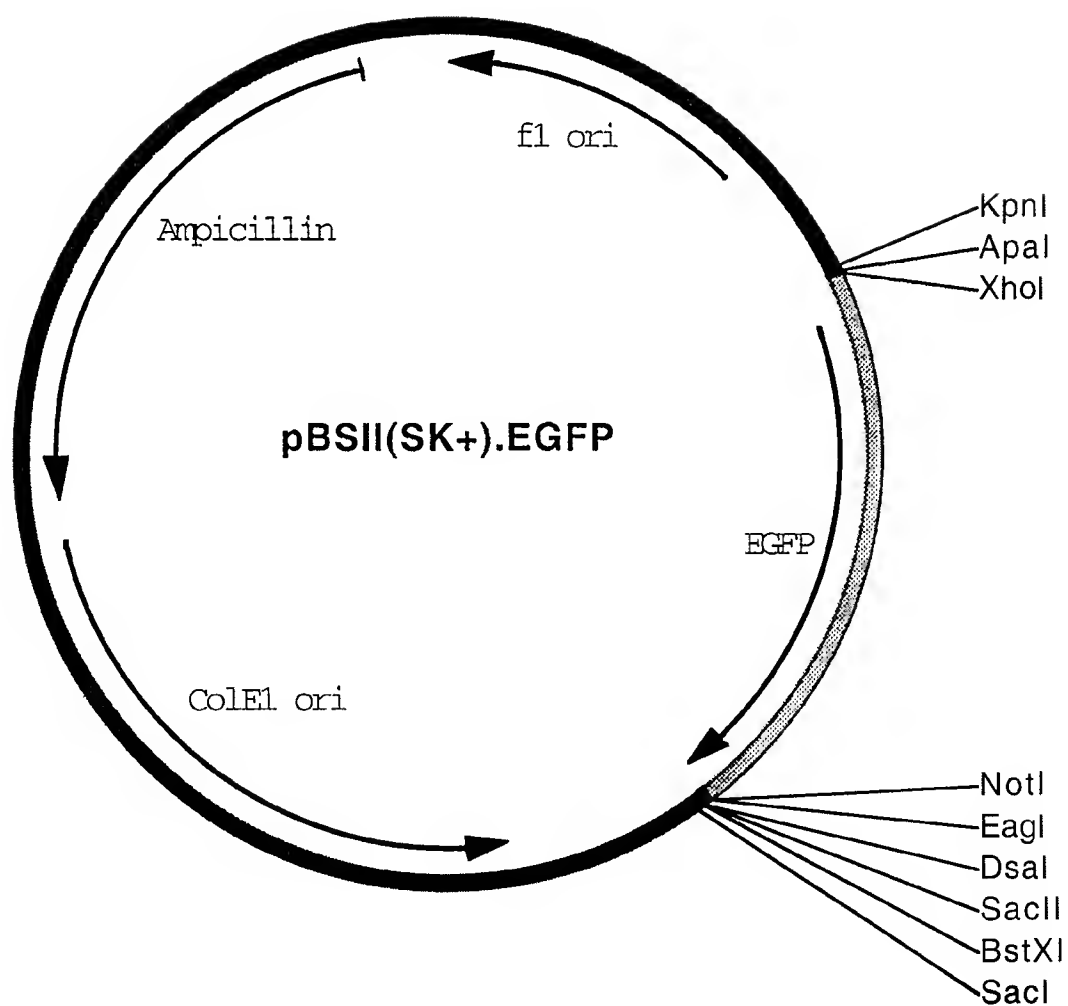 f1 ori
Ampicillin
KpnI
ApaI
XhoI
pBSII(SK+).EGFP
EGFP
ColE1 ori
NotI
EagI
DsaI
SacII
BstXI
SacI